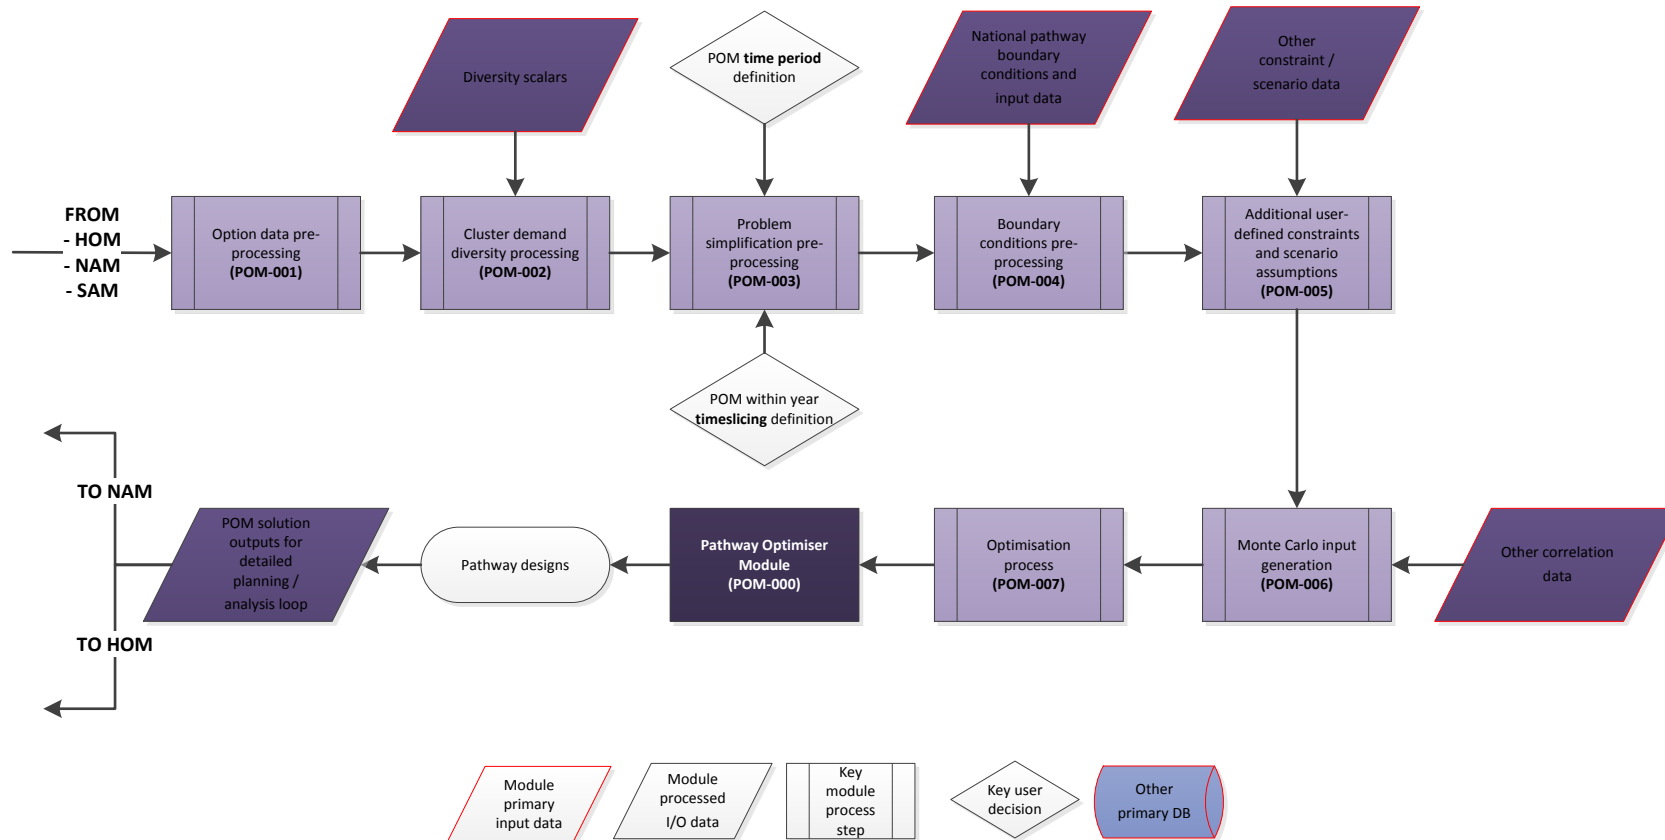 Diversity scalars
POM time period
definition
National pathway
boundary
conditions and
input data
Other
constraint /
scenario data
FROM
- HOM
- NAM
- SAM
Option data pre-
processing
(POM-001)
Cluster demand
diversity processing
(POM-002)
Problem
simplification pre-
processing
(POM-003)
Boundary
conditions pre-
processing
(POM-004)
Additional user-
defined constraints
and scenario
assumptions
(POM-005)
POM within year
timeslicing definition
TO NAM
TO HOM
POM solution
outputs for
detailed
planning /
analysis loop
Pathway designs
Pathway Optimiser
Module
(POM-000)
Optimisation
process
(POM-007)
Monte Carlo input
generation
(POM-006)
Other correlation
data
Module
primary
input data
Module
processed
I/O data
Key
module
process
step
Key user
decision
Other
primary DB